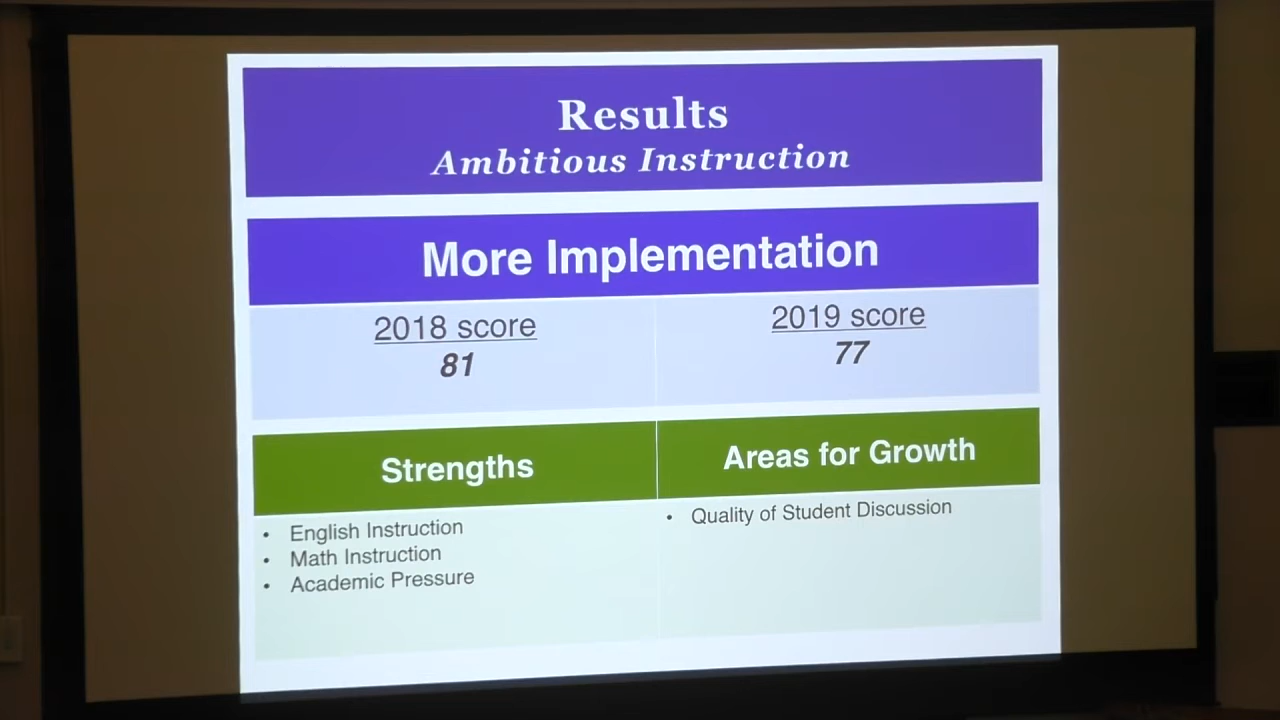 Results
Ambitious Instruction
More Implementation
2018 score
81
2019 score
77
Strengths
Areas for Growth
• English Instruction
• Math Instruction
• Academic Pressure
• Quality of Student Discussion